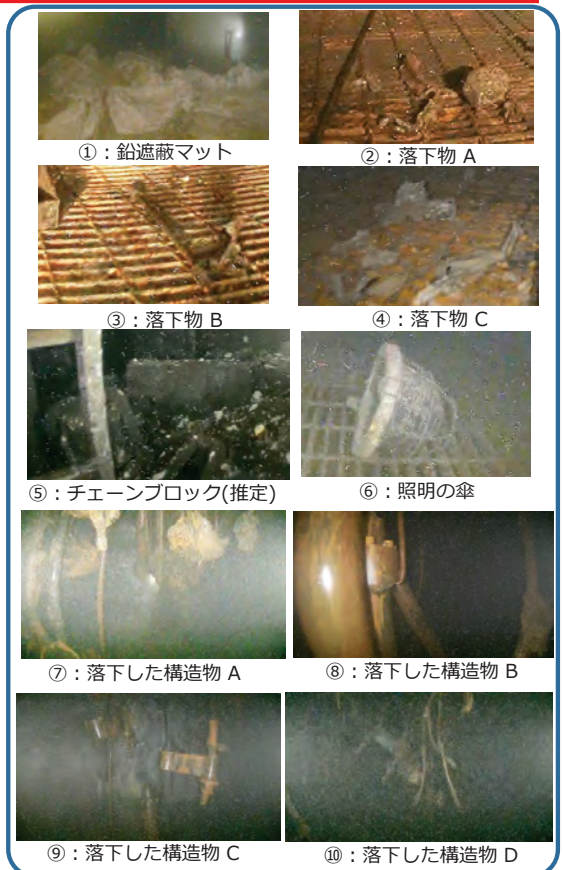 ①：鉛遮蔽マット
②：落下物 A
③：落下物 B
④：落下物 C
⑤：チェーンブロック(推定)
⑥：照明の傘
⑦：落下した構造物 A
⑧：落下した構造物 B
⑨：落下した構造物 C
⑩：落下した構造物 D